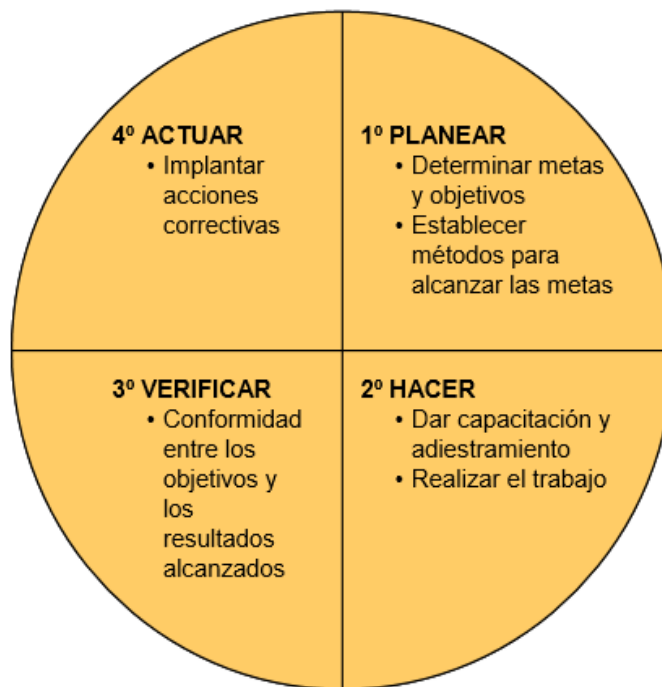 1º PLANEAR
• Determinar metas
y objetivos
• Establecer
métodos para
alcanzar las metas
2º HACER
• Dar capacitación y
adiestramiento
• Realizar el trabajo
3º VERIFICAR
• Conformidad
entre los
objetivos y
los
resultados
alcanzados
4º ACTUAR
• Implantar
acciones
correctivas